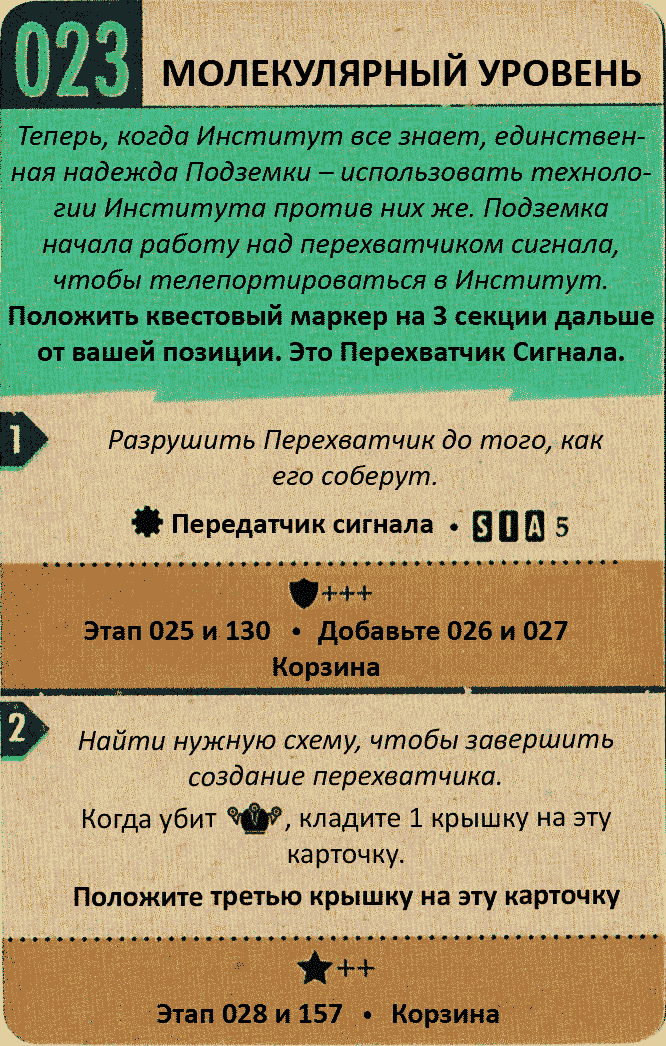 023
МОЛЕКУЛЯРНЫЙ УРОВЕНЬ
Теперь, когда Институт все знает, единствен-
ная надежда Подземки – использовать техноло-
гии Института против них же. Подземка
начала работу над перехватчиком сигнала,
чтобы телепортироваться в Институт.
Положить квестовый маркер на 3 секции дальше
от вашей позиции. Это Перехватчик Сигнала.
1
Разрушить Перехватчик до того, как
его соберут.
Передатчик сигнала • S I A 5
+++
Этап 025 и 130 • Добавьте 026 и 027
Корзина
2
Найти нужную схему, чтобы завершить
создание перехватчика.
Когда убит , кладите 1 крышку на эту
карточку.
Положите третью крышку на эту карточку
++
Этап 028 и 157 • Корзина